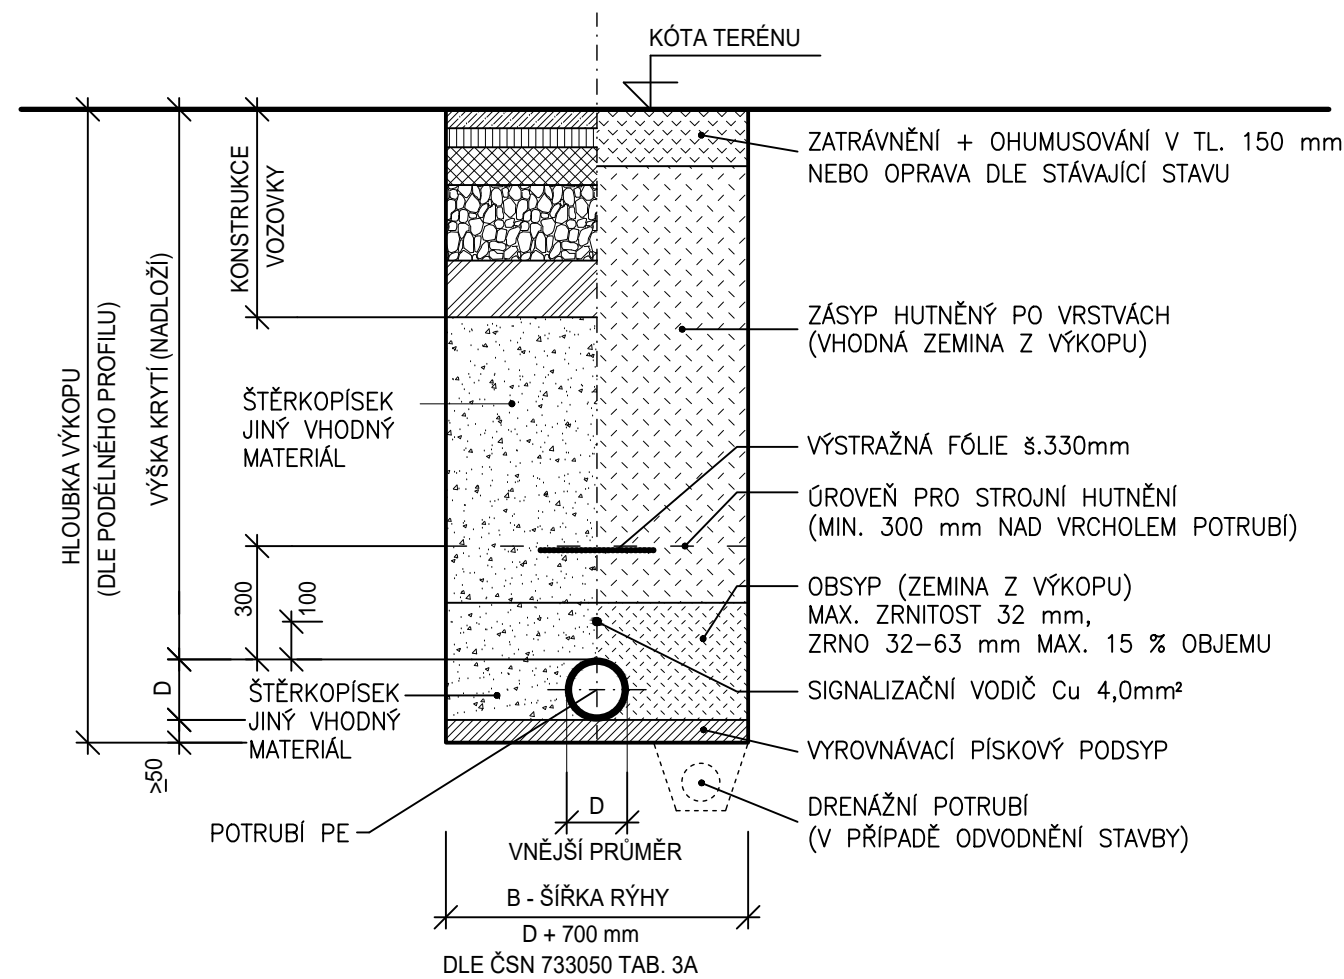 KÓTA TERÉNU
ZATRÁVNĚNÍ + OHUMUSOVÁNÍ V TL. 150 mm
NEBO OPRAVA DLE STÁVAJÍCÍ STAVU
KONSTRUKCE
VOZOVKY
HLOUBKA VÝKOPU
(DLE PODÉLNÉHO PROFILU)
VÝŠKA KRYTÍ (NADLOŽÍ)
ZÁSYP HUTNĚNÝ PO VRSTVÁCH
(VHODNÁ ZEMINA Z VÝKOPU)
ŠTĚRKOPÍSEK
JINÝ VHODNÝ
MATERIÁL
VÝSTRAŽNÁ FÓLIE š.330mm
ÚROVEŇ PRO STROJNÍ HUTNĚNÍ
(MIN. 300 mm NAD VRCHOLEM POTRUBÍ)
300
100
OBSYP (ZEMINA Z VÝKOPU)
MAX. ZRNITOST 32 mm,
ZRNO 32-63 mm MAX. 15 % OBJEMU
D
ŠTĚRKOPÍSEK
JINÝ VHODNÝ
MATERIÁL
SIGNALIZAČNÍ VODIČ Cu 4,0mm²
VYROVNÁVACÍ PÍSKOVÝ PODSYP
≥50
DRENÁŽNÍ POTRUBÍ
(V PŘÍPADĚ ODVODNĚNÍ STAVBY)
POTRUBÍ PE
D
VNĚJŠÍ PRŮMĚR
B - ŠÍŘKA RÝHY
D + 700 mm
DLE ČSN 733050 TAB. 3A